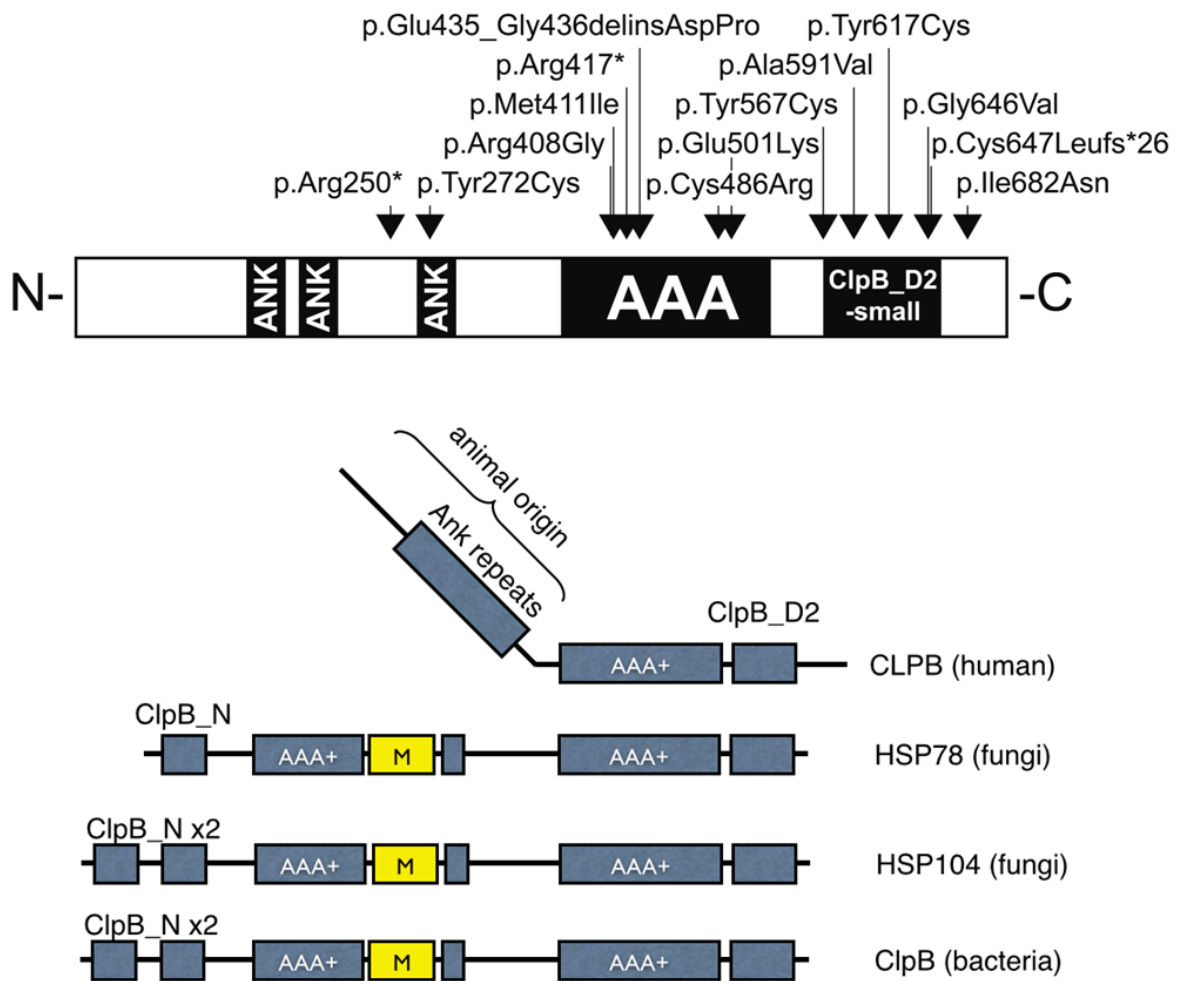 p.Glu435_Gly436delinsAspPro
p.Tyr617Cys
p.Arg417*
p.Ala591Val
p.Met411Ile
p.Tyr567Cys
p.Gly646Val
p.Arg408Gly
p.Glu501Lys
p.Cys647Leufs*26
p.Arg250*
p.Tyr272Cys
p.Cys486Arg
p.Ile682Asn
N-
ANK
ANK
ANK
AAA
ClpB_D2
-small
-C
animal origin
Ank repeats
ClpB_D2
AAA+
CLPB (human)
ClpB_N
AAA+
M
AAA+
HSP78 (fungi)
ClpB_N x2
AAA+
M
AAA+
HSP104 (fungi)
ClpB_N x2
AAA+
M
AAA+
ClpB (bacteria)